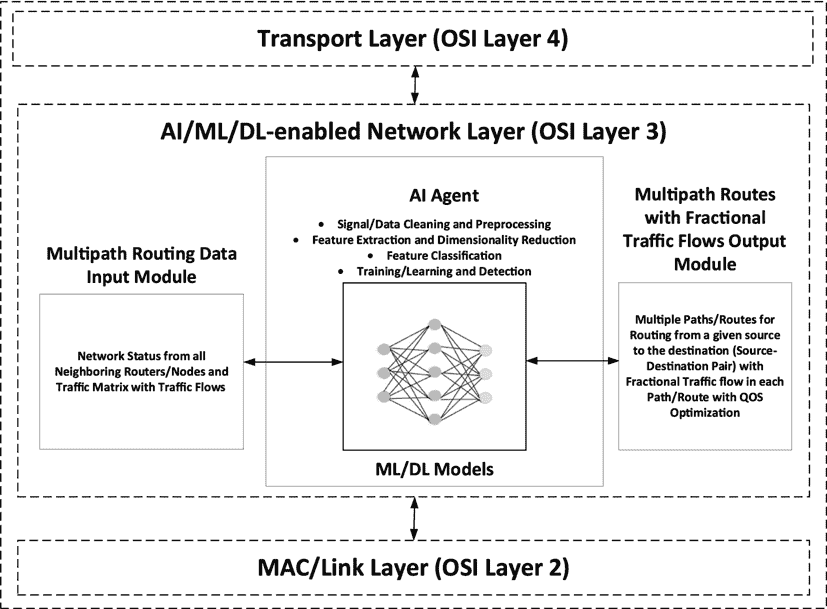 Transport Layer (OSI Layer 4)
AI/ML/DL-enabled Network Layer (OSI Layer 3)
Multipath Routing Data
Input Module
Network Status from all
Neighboring Routers/Nodes and
Traffic Matrix with Traffic Flows
AI Agent
• Signal/Data Cleaning and Preprocessing
• Feature Extraction and Dimensionality Reduction
• Feature Classification
• Training/Learning and Detection
ML/DL Models
Multipath Routes
with Fractional
Traffic Flows Output
Module
Multiple Paths/Routes for
Routing from a given source
to the destination (Source-
Destination Pair) with
Fractional Traffic flow in each
Path/Route with QOS
Optimization
MAC/Link Layer (OSI Layer 2)